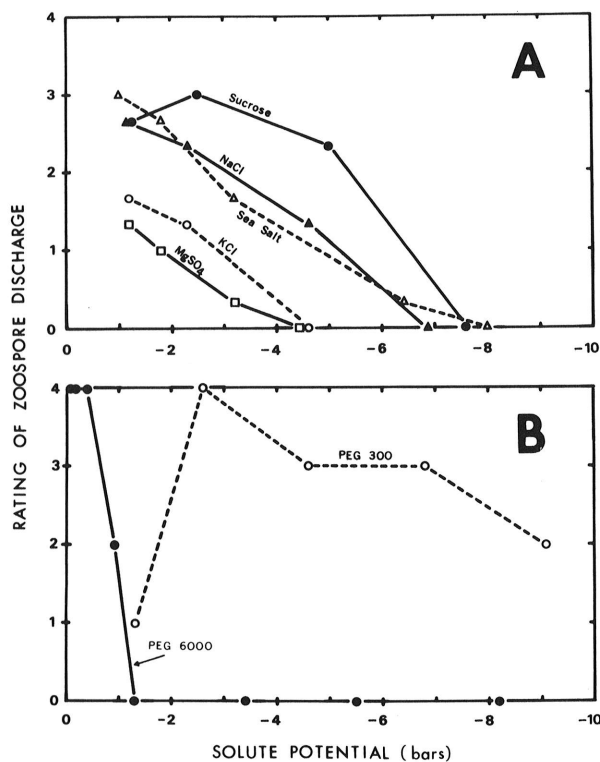 RATING OF ZOOSPORE DISCHARGE
4
3
2
1
0
A
Sucrose
NaCl
Sea Salt
KCl
MgSO4
0
-2
-4
-6
-8
-10
4
3
2
1
0
B
PEG 300
PEG 6000
0
-2
-4
-6
-8
-10
SOLUTE POTENTIAL (bars)